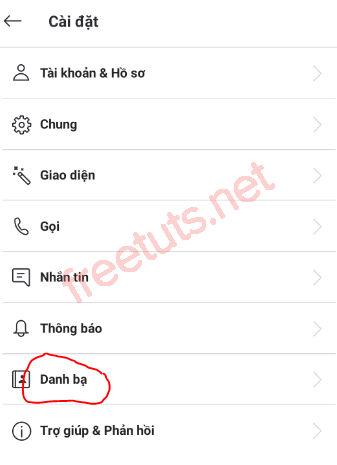 Cài đặt
Tài khoản & Hồ sơ
Chung
Giao diện
Gọi
Nhắn tin
Thông báo
Danh bạ
Trợ giúp & Phản hồi
freetuts.net